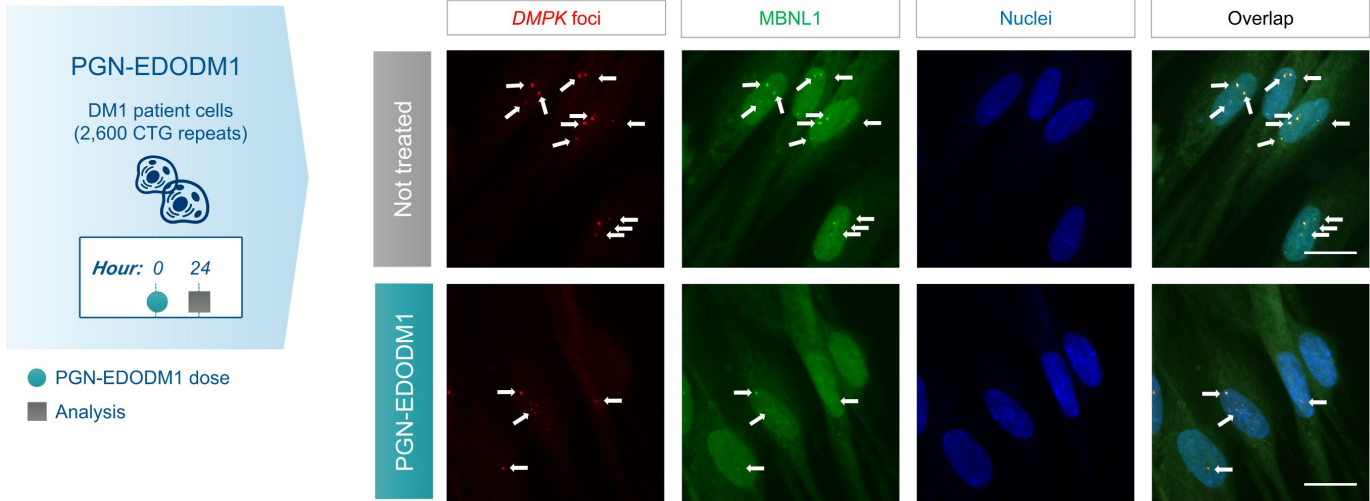 PGN-EDODM1
DM1 patient cells
(2,600 CTG repeats)
Hour: 0 24
PGN-EDODM1 dose
Analysis
DMPK foci
MBNL1
Nuclei
Overlap
Not treated
PGN-EDODM1